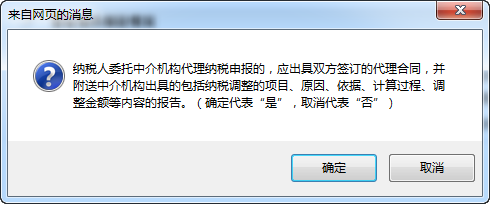 来自网页的消息
纳税人委托中介机构代理纳税申报的，应出具双方签订的代理合同，并
附送中介机构出具的包括纳税调整的项目、原因、依据、计算过程、调
整金额等内容的报告。（确定代表“是”，取消代表“否”）
确定
取消